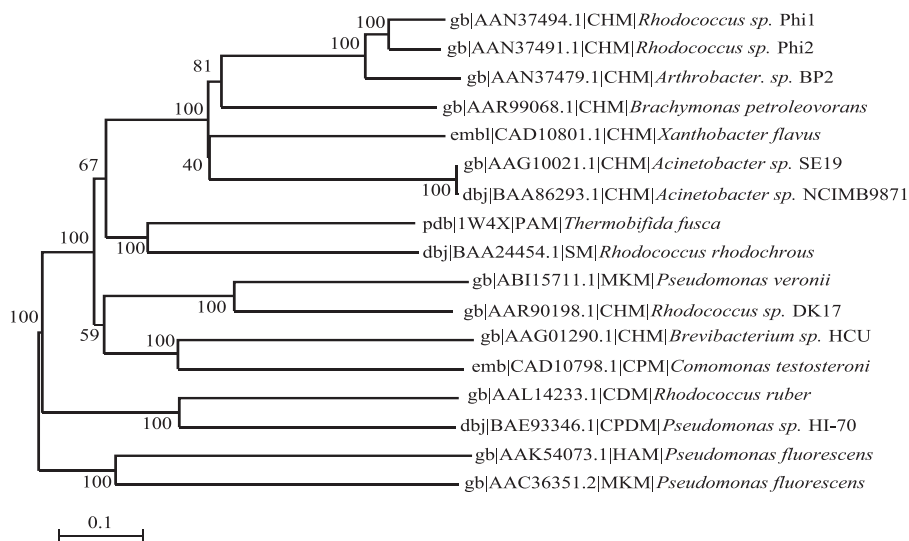 100
gb|AAN37494.1|CHM|Rhodococcus sp. Phi1
100
gb|AAN37491.1|CHM|Rhodococcus sp. Phi2
81
gb|AAN37479.1|CHM|Arthrobacter. sp. BP2
100
gb|AAR99068.1|CHM|Brachymonas petroleovorans
embl|CAD10801.1|CHM|Xanthobacter flavus
67
40
gb|AAG10021.1|CHM|Acinetobacter sp. SE19
100
dbj|BAA86293.1|CHM|Acinetobacter sp. NCIMB9871
pdb|1W4X|PAM|Thermobifida fusca
100
100
dbj|BAA24454.1|SM|Rhodococcus rhodochrous
gb|ABI15711.1|MKM|Pseudomonas veronii
100
gb|AAR90198.1|CHM|Rhodococcus sp. DK17
100
59
100
gb|AAG01290.1|CHM|Brevibacterium sp. HCU
emb|CAD10798.1|CPM|Comomonas testosteroni
gb|AAL14233.1|CDM|Rhodococcus ruber
100
dbj|BAE93346.1|CPDM|Pseudomonas sp. HI-70
gb|AAK54073.1|HAM|Pseudomonas fluorescens
100
gb|AAC36351.2|MKM|Pseudomonas fluorescens
0.1